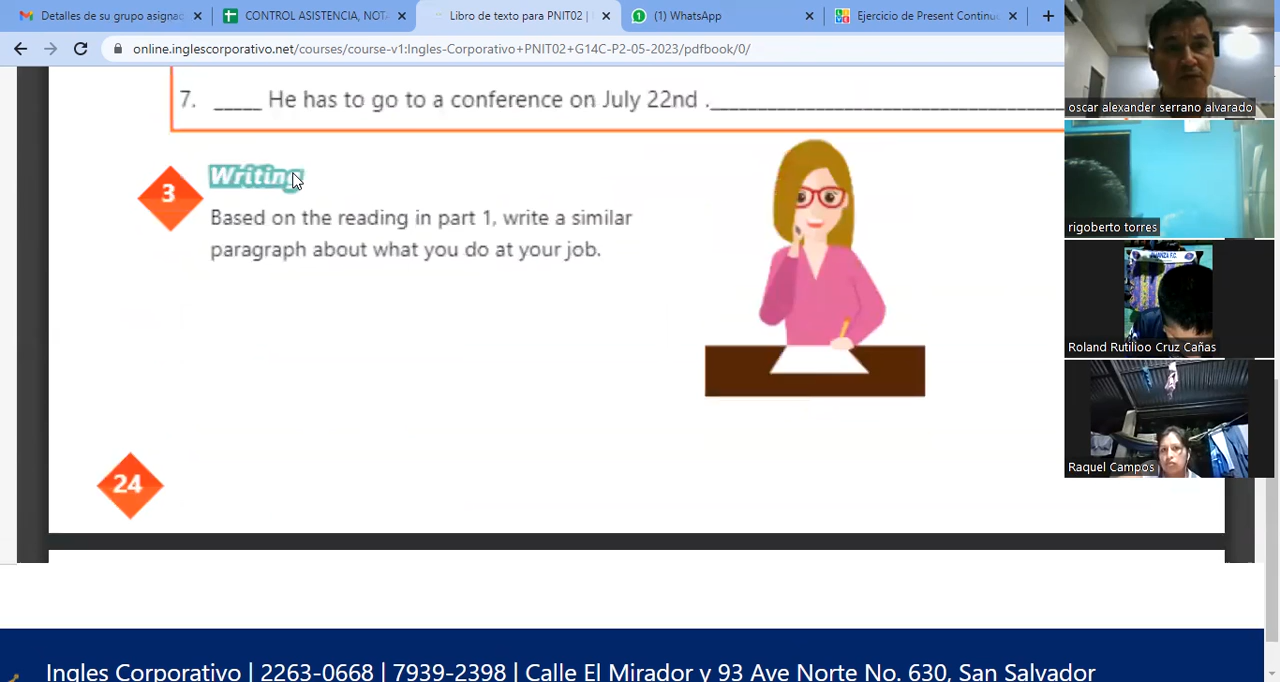 Detalles de su grupo asignad
CONTROL ASISTENCIA, NOTA
Libro de texto para PNIT02 |
(1) WhatsApp
Ejercicio de Present Continu
online.inglescorporativo.net/courses/course-v1:Ingles-Corporativo+PNIT02+G14C-P2-05-2023/pdfbook/0/
7. _____ He has to go to a conference on July 22nd .______________________________
3
Writing
Based on the reading in part 1, write a similar
paragraph about what you do at your job.
24
oscar alexander serrano alvarado
rigoberto torres
Roland Rutilioo Cruz Cañas
Raquel Campos
Ingles Corporativo | 2263-0668 | 7939-2398 | Calle El Mirador y 93 Ave Norte No. 630, San Salvador